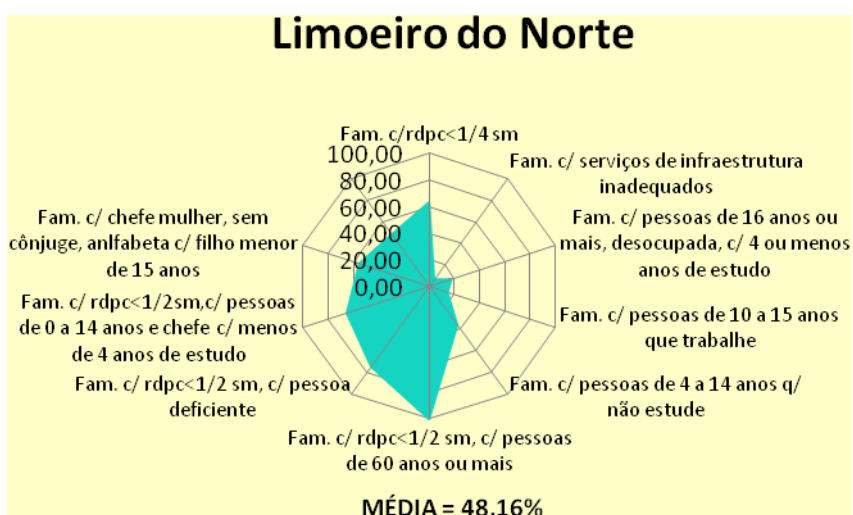 Limoeiro do Norte
Fam. c/rdpc<1/4 sm
100,00
80,00
60,00
40,00
20,00
0,00
Fam. c/ serviços de infraestrutura
inadequados
Fam. c/ pessoas de 16 anos ou
mais, desocupada, c/ 4 ou menos
anos de estudo
Fam. c/ pessoas de 10 a 15 anos
que trabalhe
Fam. c/ pessoas de 4 a 14 anos q/
não estude
Fam. c/ rdpc<1/2 sm, c/ pessoas
de 60 anos ou mais
Fam. c/ rdpc<1/2 sm, c/ pessoa
deficiente
Fam. c/ rdpc<1/2sm,c/ pessoas
de 0 a 14 anos e chefe c/ menos
de 4 anos de estudo
Fam. c/ chefe mulher, sem
cônjuge, anlfabeta c/ filho menor
de 15 anos
MÉDIA = 48,16%